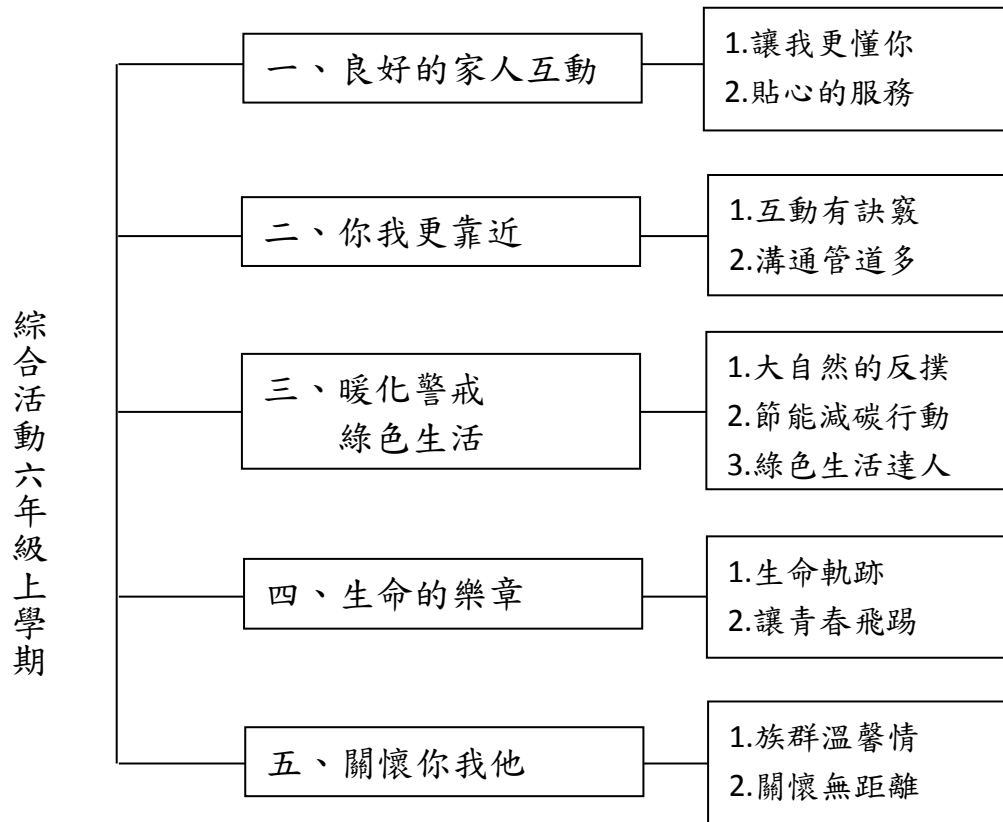 綜合活動六年級上學期
一、良好的家人互動
1.讓我更懂你
2.貼心的服務
二、你我更靠近
1.互動有訣竅
2.溝通管道多
三、暖化警戒
綠色生活
1.大自然的反撲
2.節能減碳行動
3.綠色生活達人
四、生命的樂章
1.生命軌跡
2.讓青春飛踢
五、關懷你我他
1.族群溫馨情
2.關懷無距離